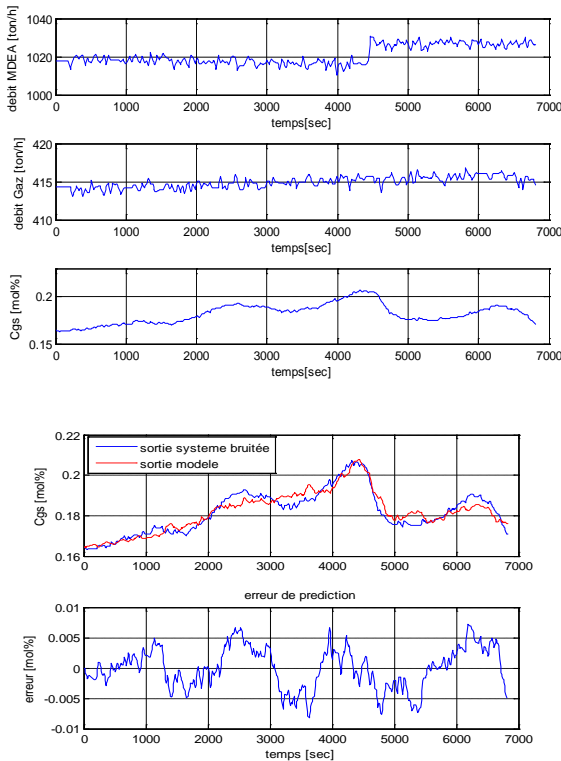 1040
1020
1000
debit MDEA [ton/h]
0 1000 2000 3000 4000 5000 6000 7000
temps[sec]
420
415
410
debit Gaz [ton/h]
0 1000 2000 3000 4000 5000 6000 7000
temps[sec]
0.2
0.15
Cgs [mol%]
0 1000 2000 3000 4000 5000 6000 7000
temps[sec]
0.22
0.2
0.18
0.16
Cgs [mol%]
sortie systeme bruitée
sortie modele
0 1000 2000 3000 4000 5000 6000 7000
erreur de prediction
0.01
0.005
0
-0.005
-0.01
erreur [mol%]
0 1000 2000 3000 4000 5000 6000 7000
temps [sec]